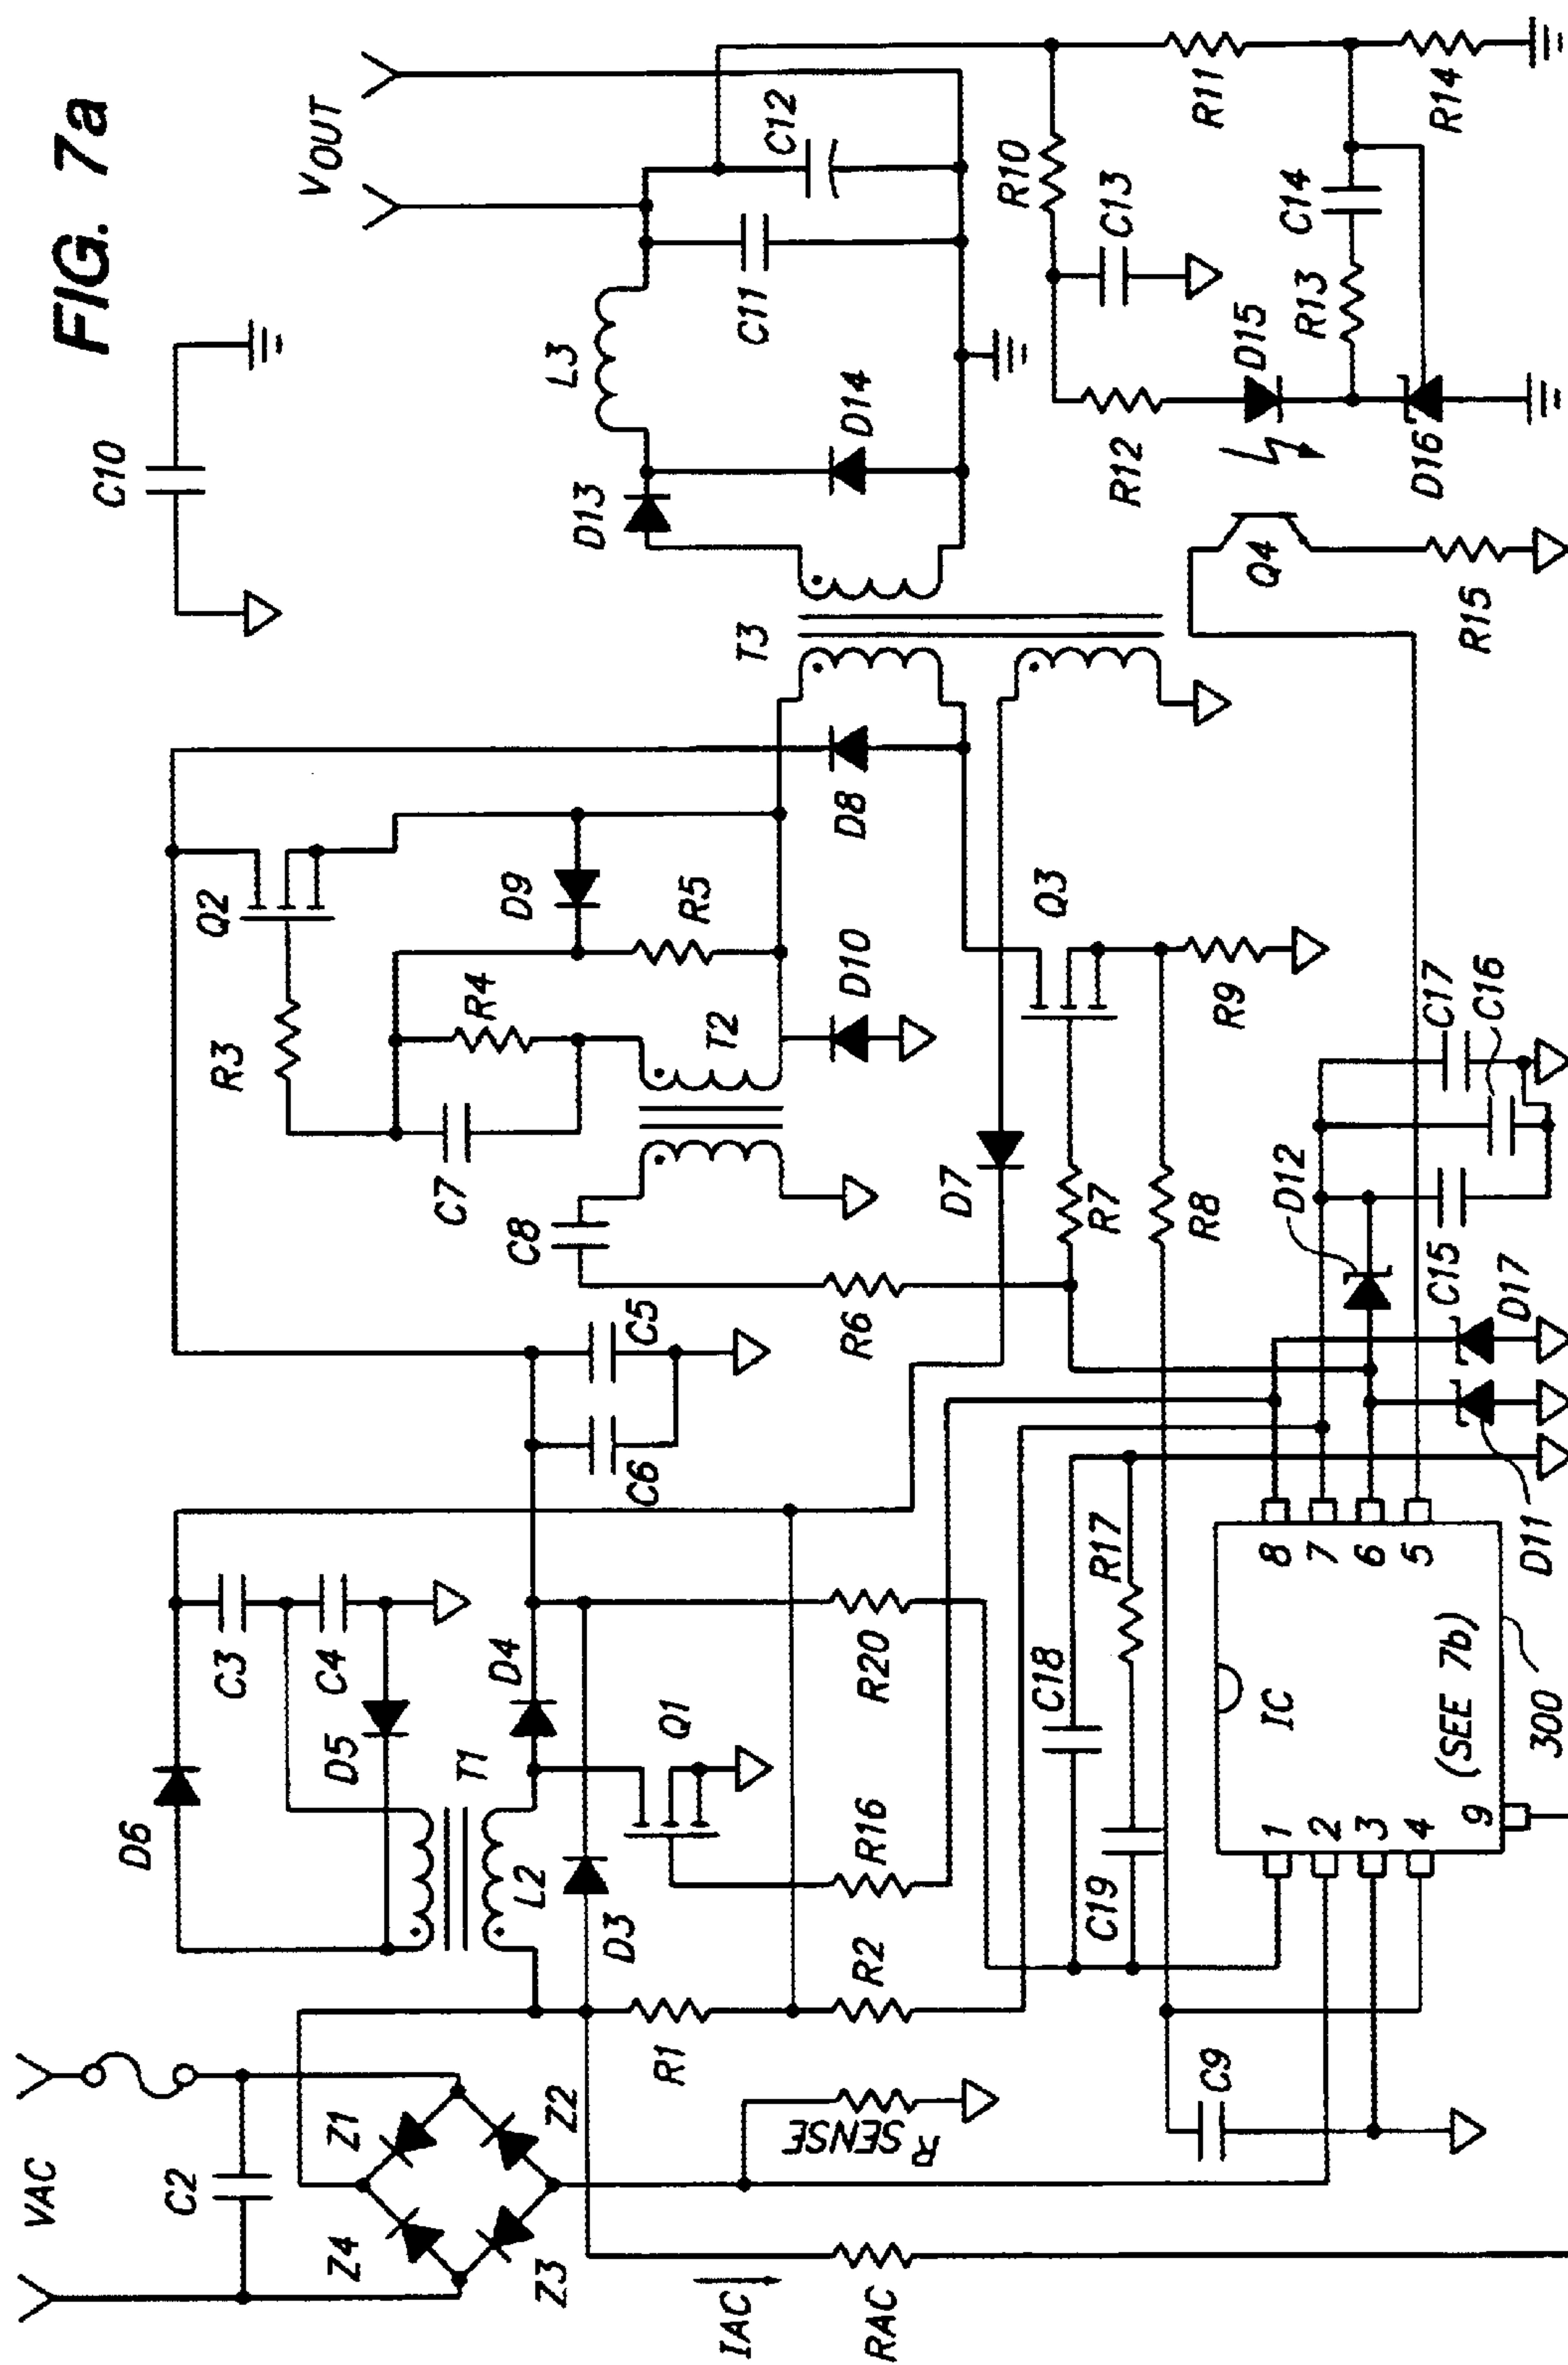 FIG. 7a
VAC
VOUT
C2
Z1
Z2
Z3
Z4
IAC
RAC
RSENSE
R1
R2
D6
C3
C4
D5
T1
L2
D4
D3
Q1
R16
R20
C6
C5
C7
C8
R3
R4
R5
R6
T2
Q2
D9
D10
D8
D7
T3
C10
D13
D14
L3
C11
C12
Q3
R7
R8
R9
R10
R11
C13
R12
D15
R13
C14
R14
D16
Q4
R15
C9
C19
C18
R17
IC
(SEE 7b)
300
1
2
3
4
9
8
7
6
5
D11
D17
D12
C15
C16
C17